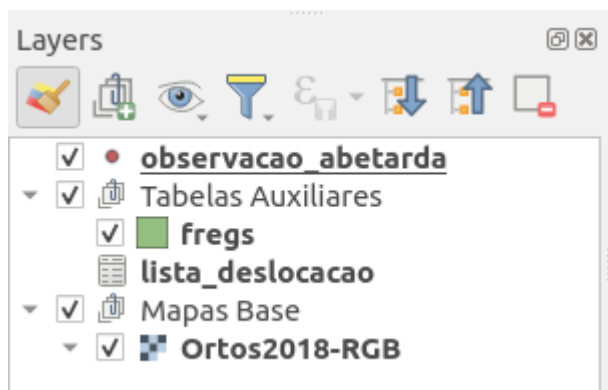 Layers
observacao_abetarda
Tabelas Auxiliares
fregs
lista_deslocacao
Mapas Base
Ortos2018-RGB